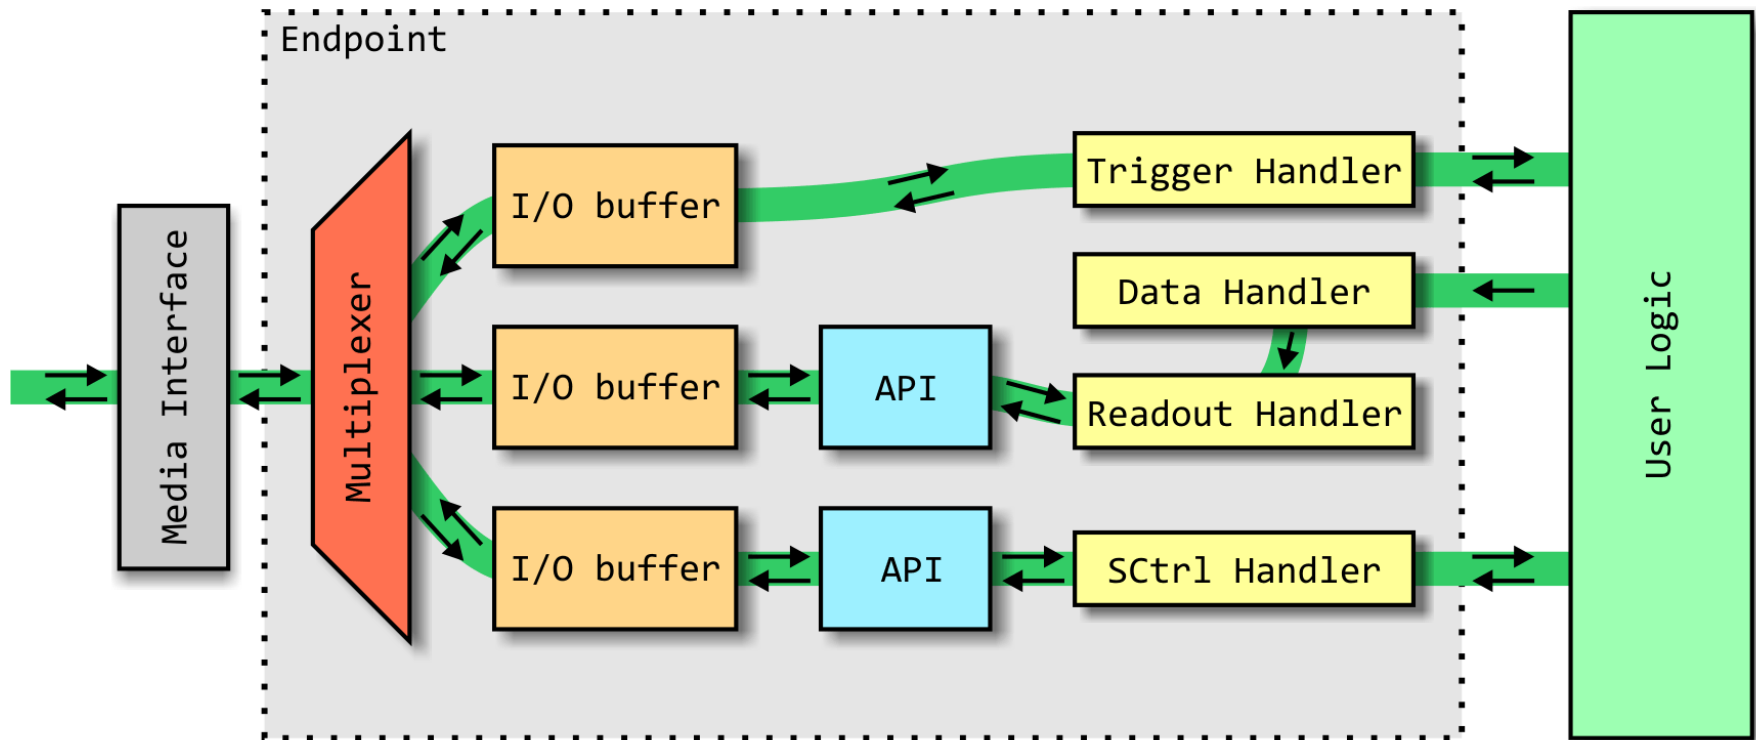 Endpoint
Media Interface
Multiplexer
I/O buffer
Trigger Handler
Data Handler
I/O buffer
API
Readout Handler
I/O buffer
API
SCtrl Handler
User Logic